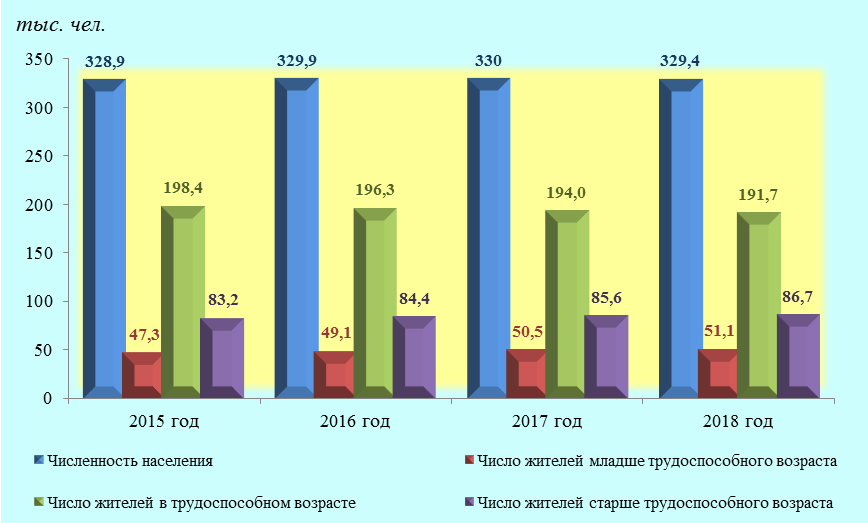 тыс. чел.
350
300
250
200
150
100
50
0
328,9
47,3
198,4
83,2
329,9
49,1
196,3
84,4
330
50,5
194,0
85,6
329,4
51,1
191,7
86,7
2015 год
2016 год
2017 год
2018 год
Численность населения
Число жителей младше трудоспособного возраста
Число жителей в трудоспособном возрасте
Число жителей старше трудоспособного возраста